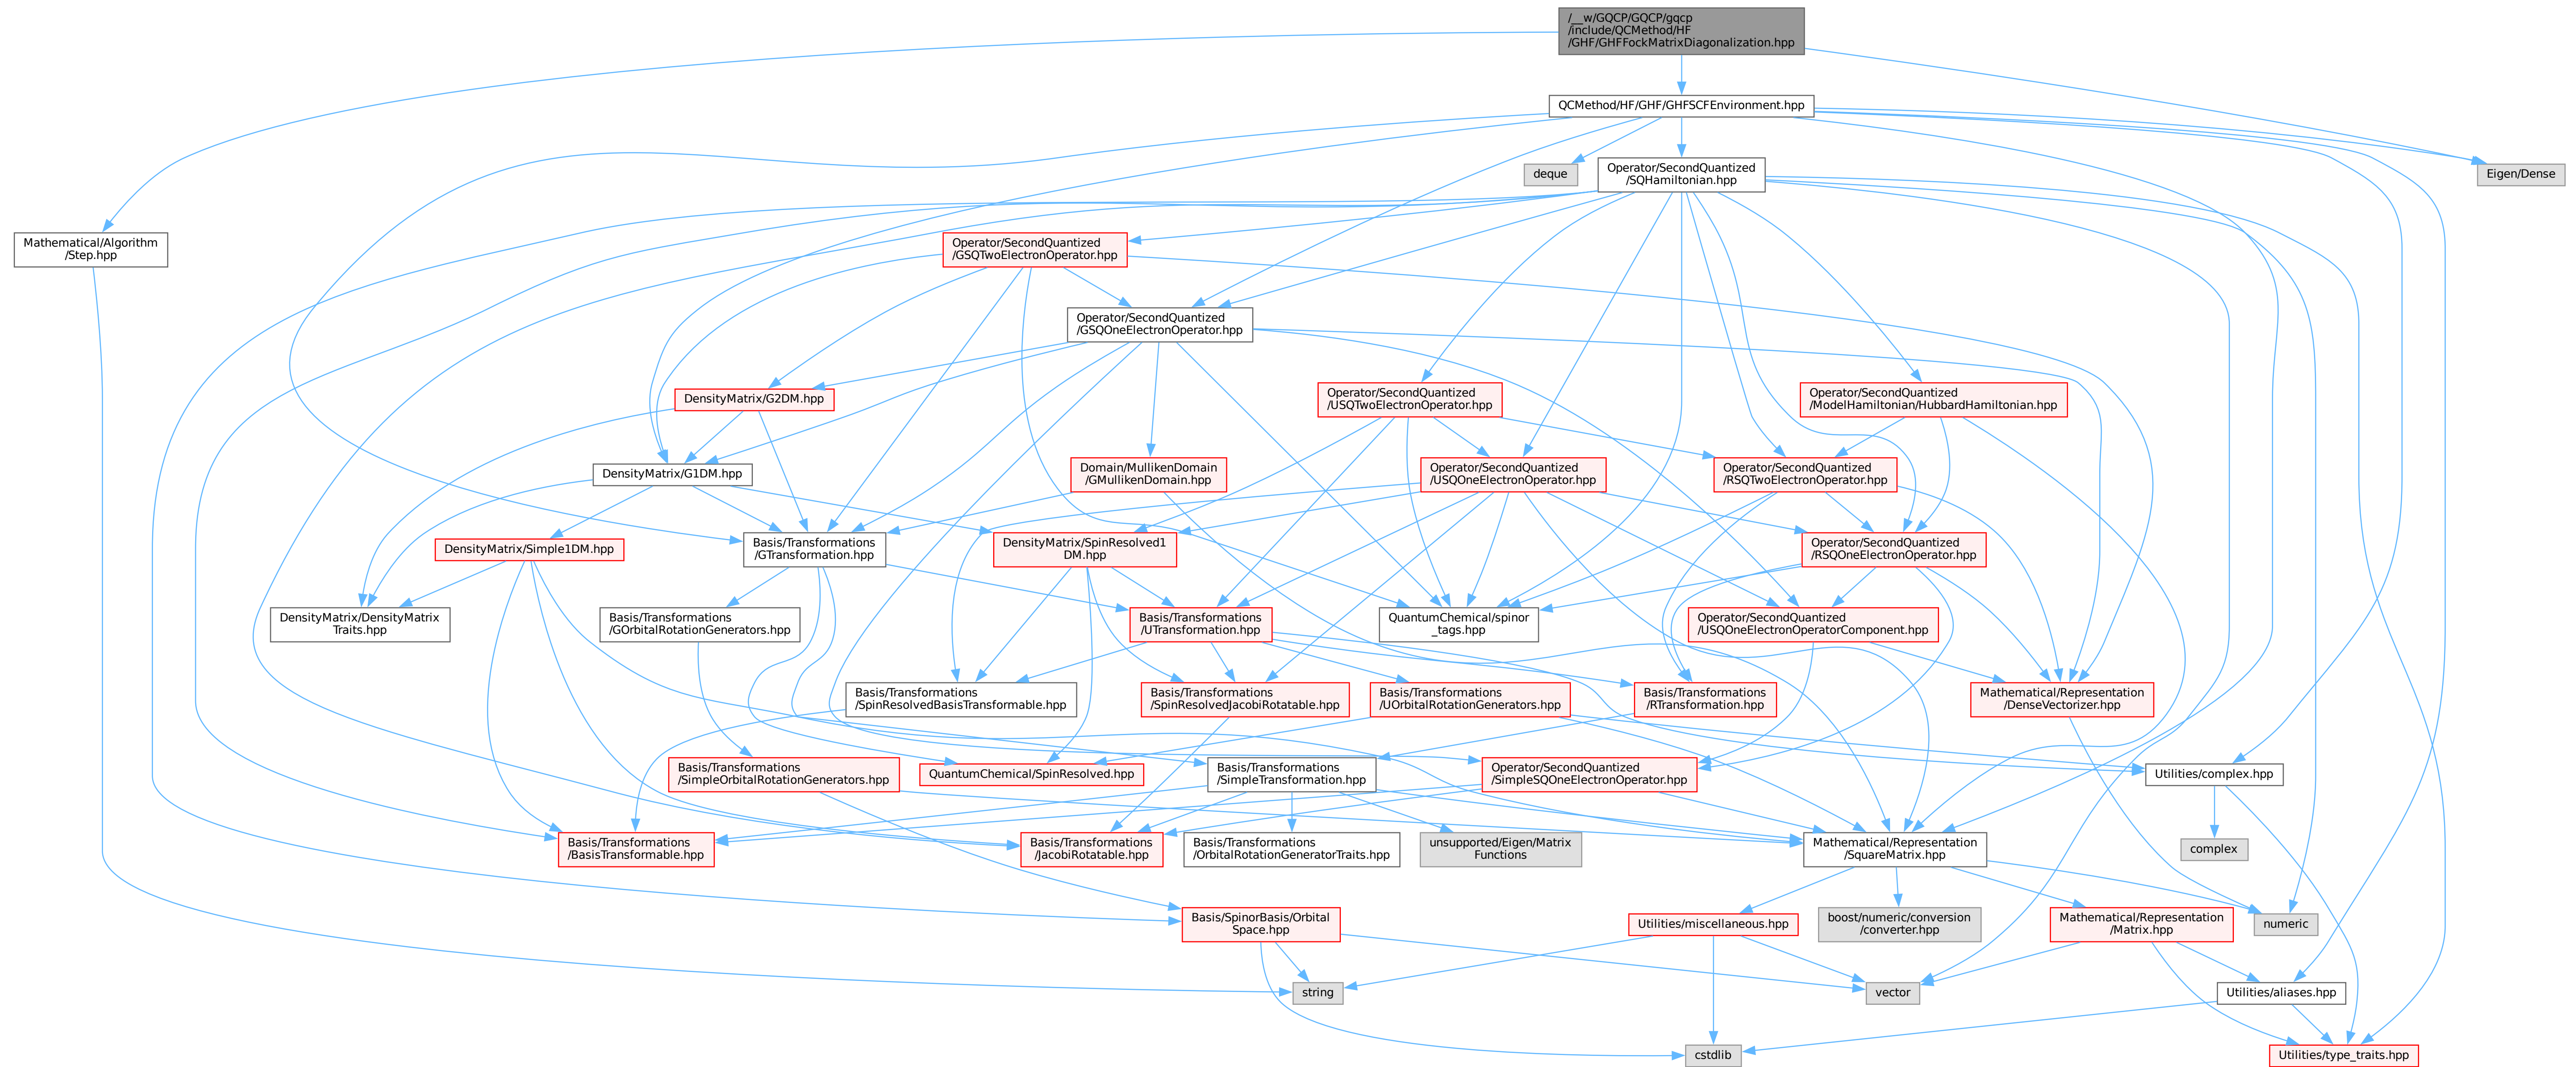 /__w/GQCP/GQCP/gqcp
/include/QCMethod/HF
/GHF/GHFFockMatrixDiagonalization.hpp
QCMethod/HF/GHF/GHFSCFEnvironment.hpp
deque
Operator/SecondQuantized
/SQHamiltonian.hpp
Eigen/Dense
Mathematical/Algorithm
/Step.hpp
Operator/SecondQuantized
/GSQTwoElectronOperator.hpp
Operator/SecondQuantized
/GSQOneElectronOperator.hpp
DensityMatrix/G2DM.hpp
Operator/SecondQuantized
/USQTwoElectronOperator.hpp
Operator/SecondQuantized
/ModelHamiltonian/HubbardHamiltonian.hpp
DensityMatrix/G1DM.hpp
Domain/MullikenDomain
/GMullikenDomain.hpp
Operator/SecondQuantized
/USQOneElectronOperator.hpp
Operator/SecondQuantized
/RSQTwoElectronOperator.hpp
DensityMatrix/Simple1DM.hpp
Basis/Transformations
/GTransformation.hpp
DensityMatrix/SpinResolved1
DM.hpp
Operator/SecondQuantized
/RSQOneElectronOperator.hpp
DensityMatrix/DensityMatrix
Traits.hpp
Basis/Transformations
/GOrbitalRotationGenerators.hpp
Basis/Transformations
/UTransformation.hpp
QuantumChemical/spinor
_tags.hpp
Operator/SecondQuantized
/USQOneElectronOperatorComponent.hpp
Basis/Transformations
/SpinResolvedBasisTransformable.hpp
Basis/Transformations
/SpinResolvedJacobiRotatable.hpp
Basis/Transformations
/UOrbitalRotationGenerators.hpp
Basis/Transformations
/RTransformation.hpp
Mathematical/Representation
/DenseVectorizer.hpp
Basis/Transformations
/SimpleOrbitalRotationGenerators.hpp
QuantumChemical/SpinResolved.hpp
Basis/Transformations
/SimpleTransformation.hpp
Operator/SecondQuantized
/SimpleSQOneElectronOperator.hpp
Utilities/complex.hpp
Basis/Transformations
/BasisTransformable.hpp
Basis/Transformations
/JacobiRotatable.hpp
Basis/Transformations
/OrbitalRotationGeneratorTraits.hpp
unsupported/Eigen/Matrix
Functions
Mathematical/Representation
/SquareMatrix.hpp
complex
Basis/SpinorBasis/Orbital
Space.hpp
Utilities/miscellaneous.hpp
boost/numeric/conversion
/converter.hpp
Mathematical/Representation
/Matrix.hpp
numeric
string
vector
Utilities/aliases.hpp
cstdlib
Utilities/type_traits.hpp